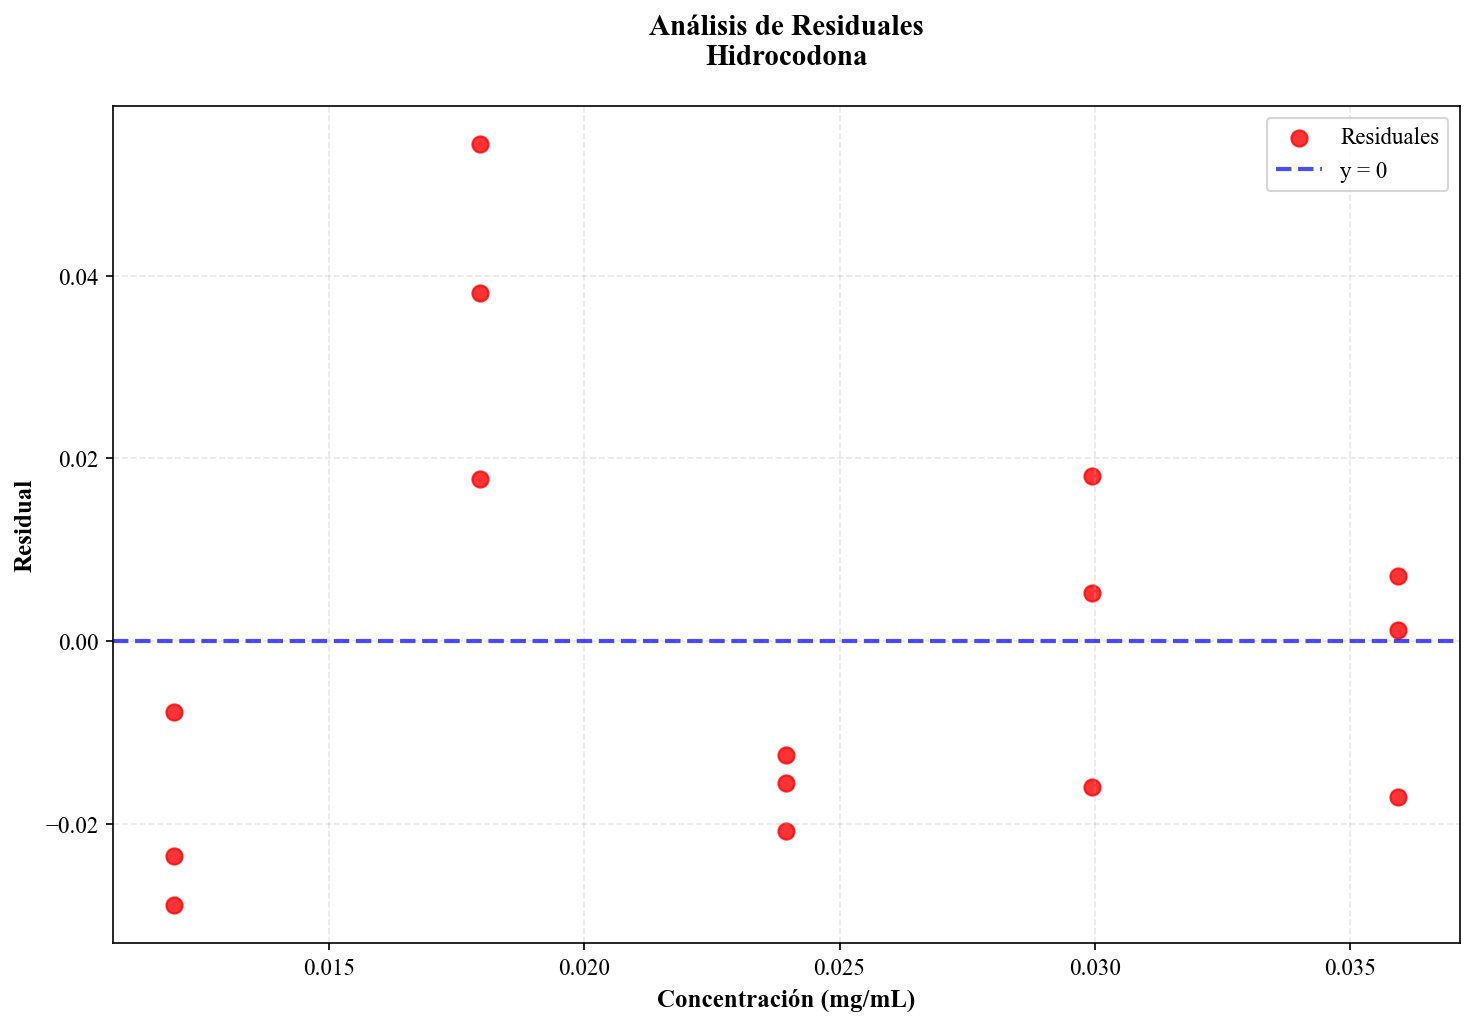 Análisis de Residuales
Hidrocodona
Residuales
y = 0
Residual
0.04
0.02
0.00
−0.02
0.015
0.020
0.025
0.030
0.035
Concentración (mg/mL)